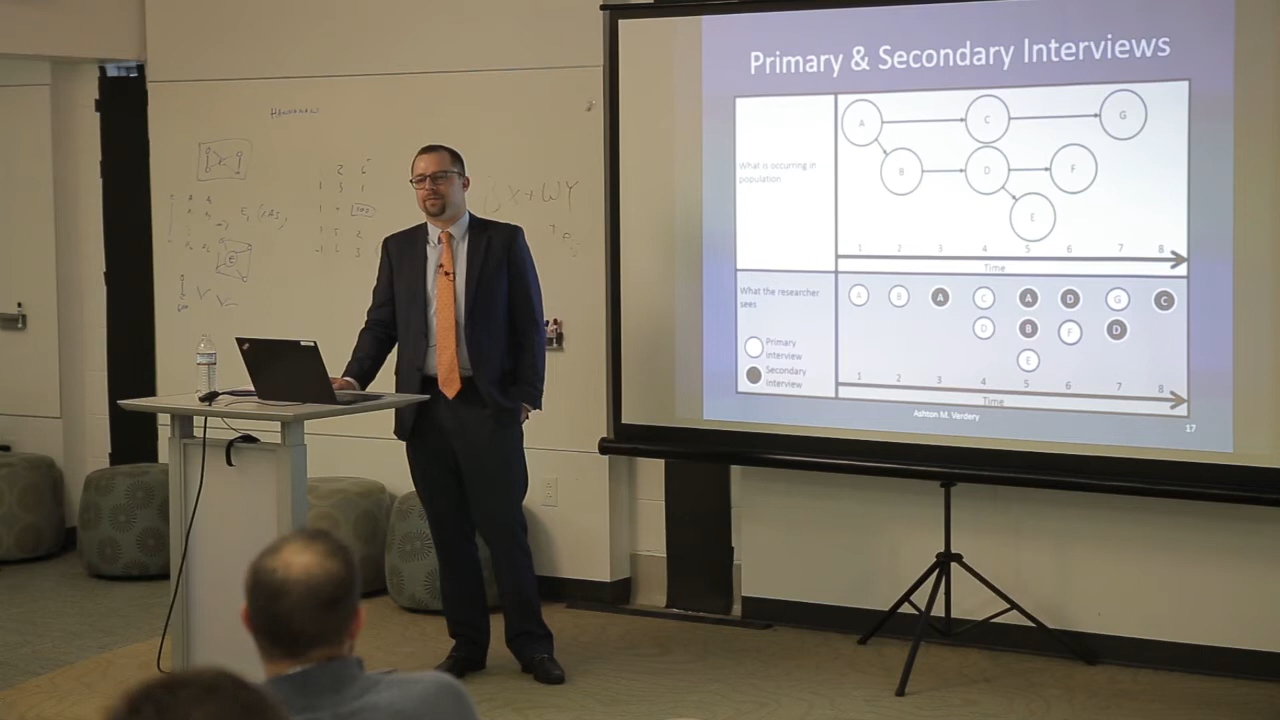 Primary & Secondary Interviews
What is occurring in
population
A
C
G
B
D
F
E
1 2 3 4 5 6 7 8
Time
What the researcher
sees
A B A C A D G C
D B F D
E
Primary
interview
Secondary
interview
1 2 3 4 5 6 7 8
Time
Ashton M. Verdery
17